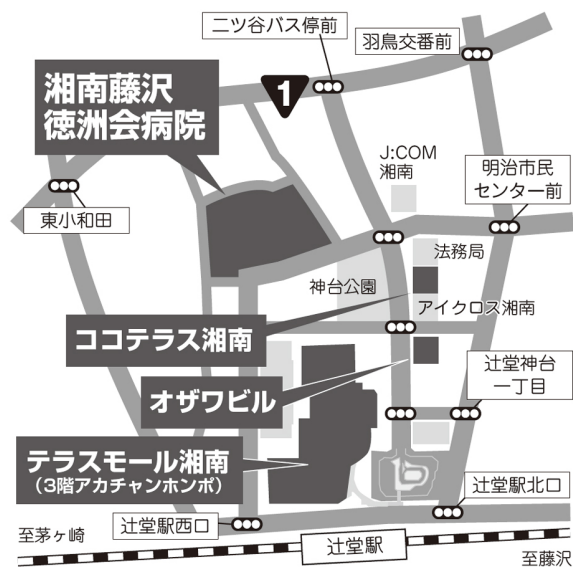 二ツ谷バス停前
羽鳥交番前
湘南藤沢
徳洲会病院
1
J:COM
湘南
明治市民
センター前
東小和田
法務局
神台公園
アイクロス湘南
ココテラス湘南
辻堂神台
一丁目
オザワビル
テラスモール湘南
（3階アカチャンホンポ）
辻堂駅北口
辻堂駅西口
至茅ヶ崎
辻堂駅
至藤沢